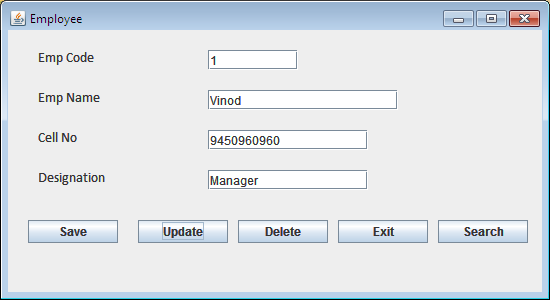 Employee
Emp Code 1
Emp Name Vinod
Cell No 9450960960
Designation Manager
Save Update Delete Exit Search